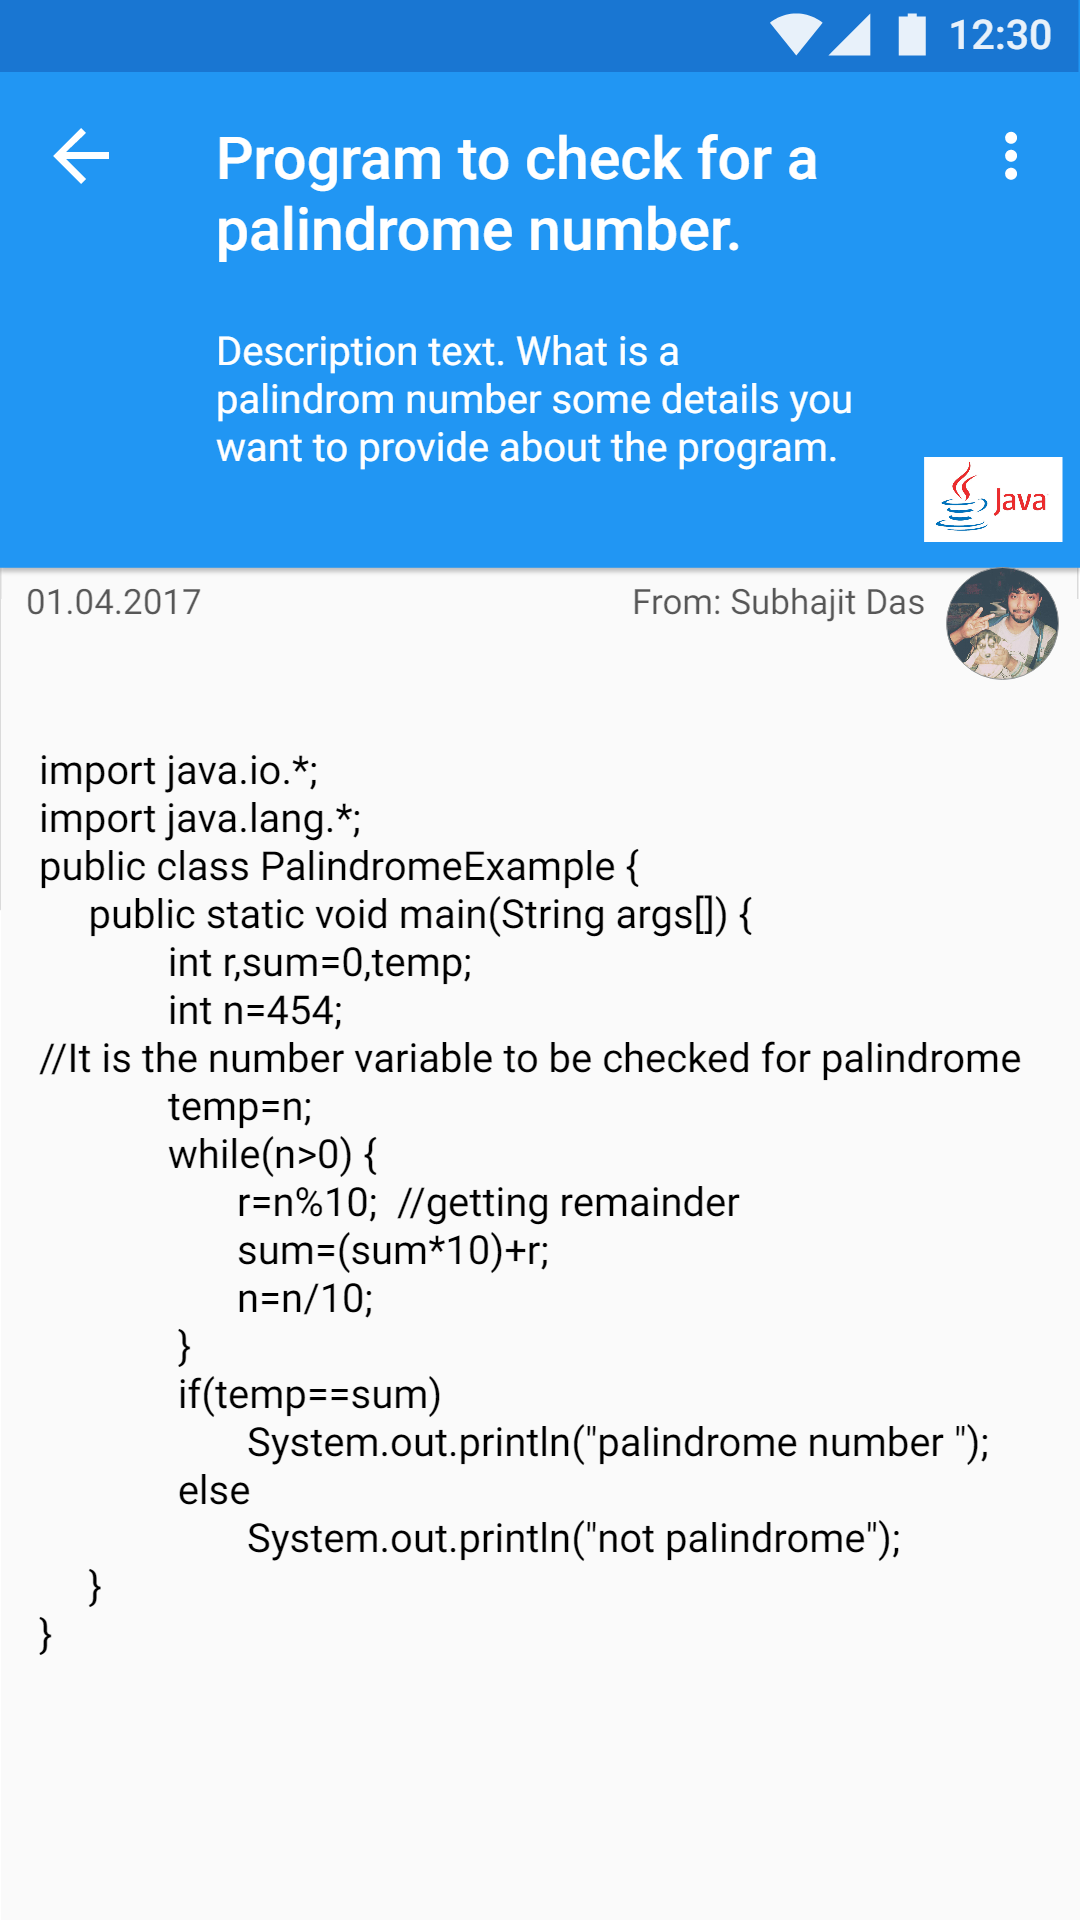 12:30
Program to check for a
palindrome number.
Description text. What is a
palindrom number some details you
want to provide about the program.
Java
01.04.2017
From: Subhajit Das
import java.io.*;
import java.lang.*;
public class PalindromeExample {
public static void main(String args[]) {
int r,sum=0,temp;
int n=454;
//It is the number variable to be checked for palindrome
temp=n;
while(n>0) {
r=n%10;  //getting remainder
sum=(sum*10)+r;
n=n/10;
}
if(temp==sum)
System.out.println("palindrome number ");
else
System.out.println("not palindrome");
}
}